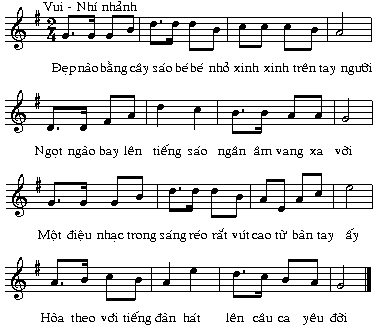 Vui - Nhí nhảnh
2
4
Đẹp nào bằng cây sáo bé bé nhỏ xinh xinh trên tay người
Ngọt ngào bay lên tiếng sáo ngân âm vang xa vời
Một điệu nhạc trong sáng réo rắt vút cao từ bàn tay ấy
Hòa theo với tiếng đàn hát lên câu ca yêu đời